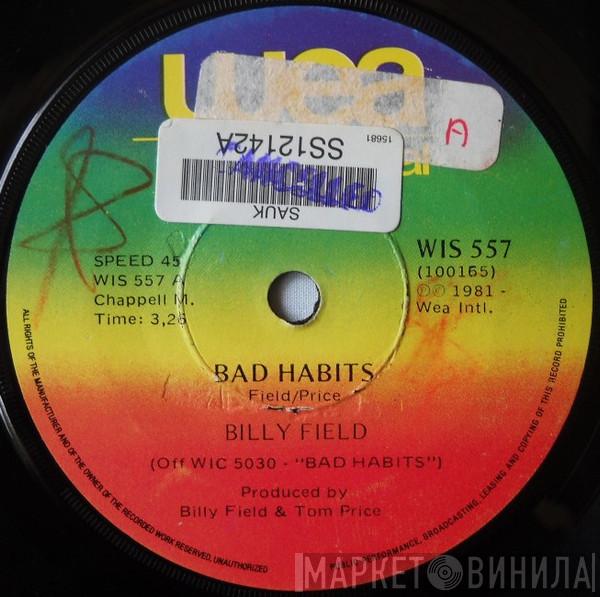 wea
A
15681
SS12142A
CANCELLED
SAUK
SPEED 45
WIS 557 A
Chappell M.
Time: 3,26
WIS 557
(100165)
℗© 1981 -
Wea Intl.
BAD HABITS
Field/Price
BILLY FIELD
(Off WIC 5030 - "BAD HABITS")
Produced by
Billy Field & Tom Price
ALL RIGHTS OF THE MANUFACTURER AND OF THE OWNER OF THE RECORDED WORK RESERVED, UNAUTHORIZED
PUBLIC PERFORMANCE, BROADCASTING, LEASING AND COPYING OF THIS RECORD PROHIBITED
МАРКЕТ ВИНИЛА